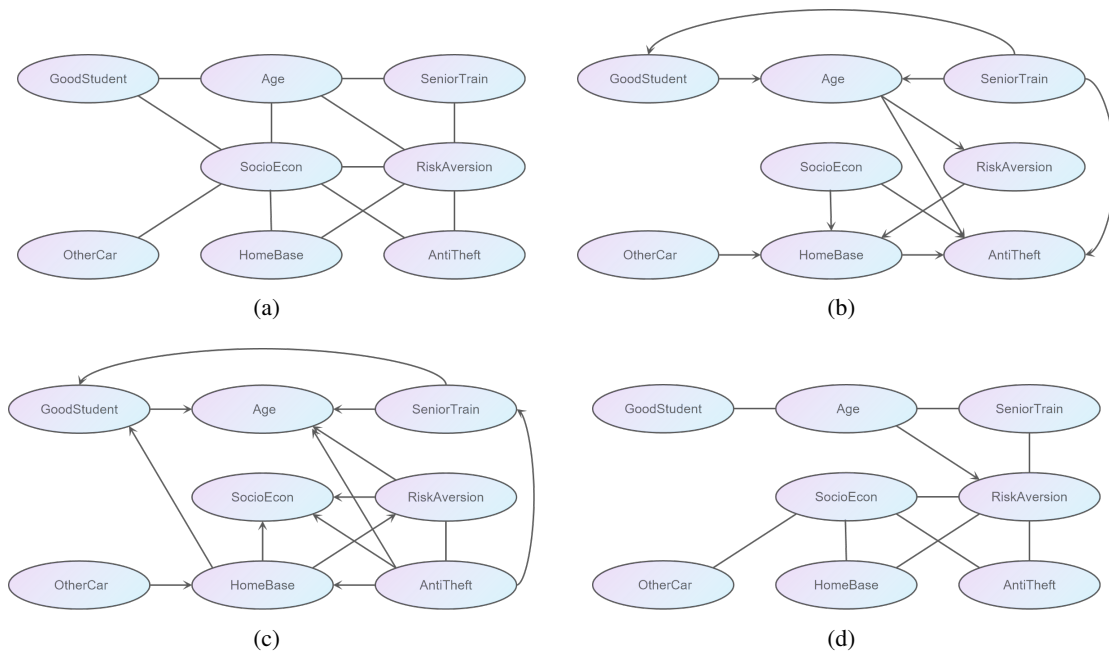 GoodStudent Age SeniorTrain
SocioEcon RiskAversion
OtherCar HomeBase AntiTheft
(a)
GoodStudent Age SeniorTrain
SocioEcon RiskAversion
OtherCar HomeBase AntiTheft
(b)
GoodStudent Age SeniorTrain
SocioEcon RiskAversion
OtherCar HomeBase AntiTheft
(c)
GoodStudent Age SeniorTrain
SocioEcon RiskAversion
OtherCar HomeBase AntiTheft
(d)